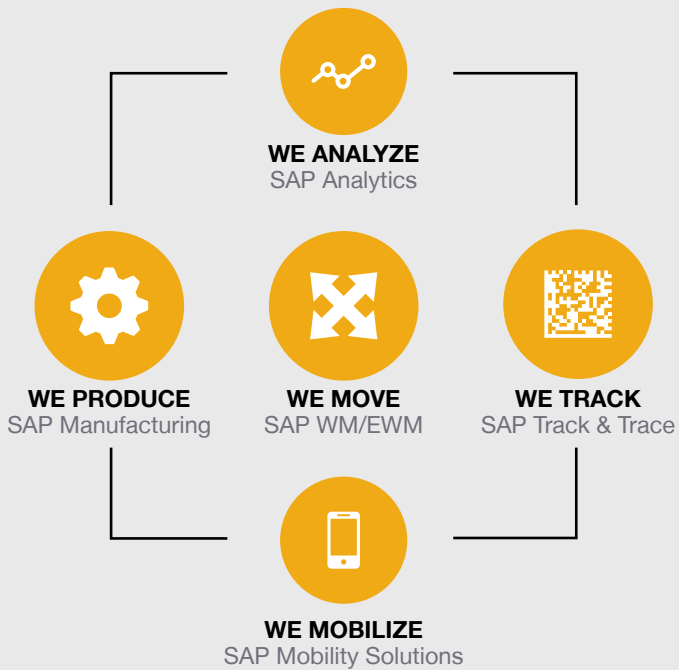 WE ANALYZE
SAP Analytics
WE PRODUCE
SAP Manufacturing
WE MOVE
SAP WM/EWM
WE TRACK
SAP Track & Trace
WE MOBILIZE
SAP Mobility Solutions